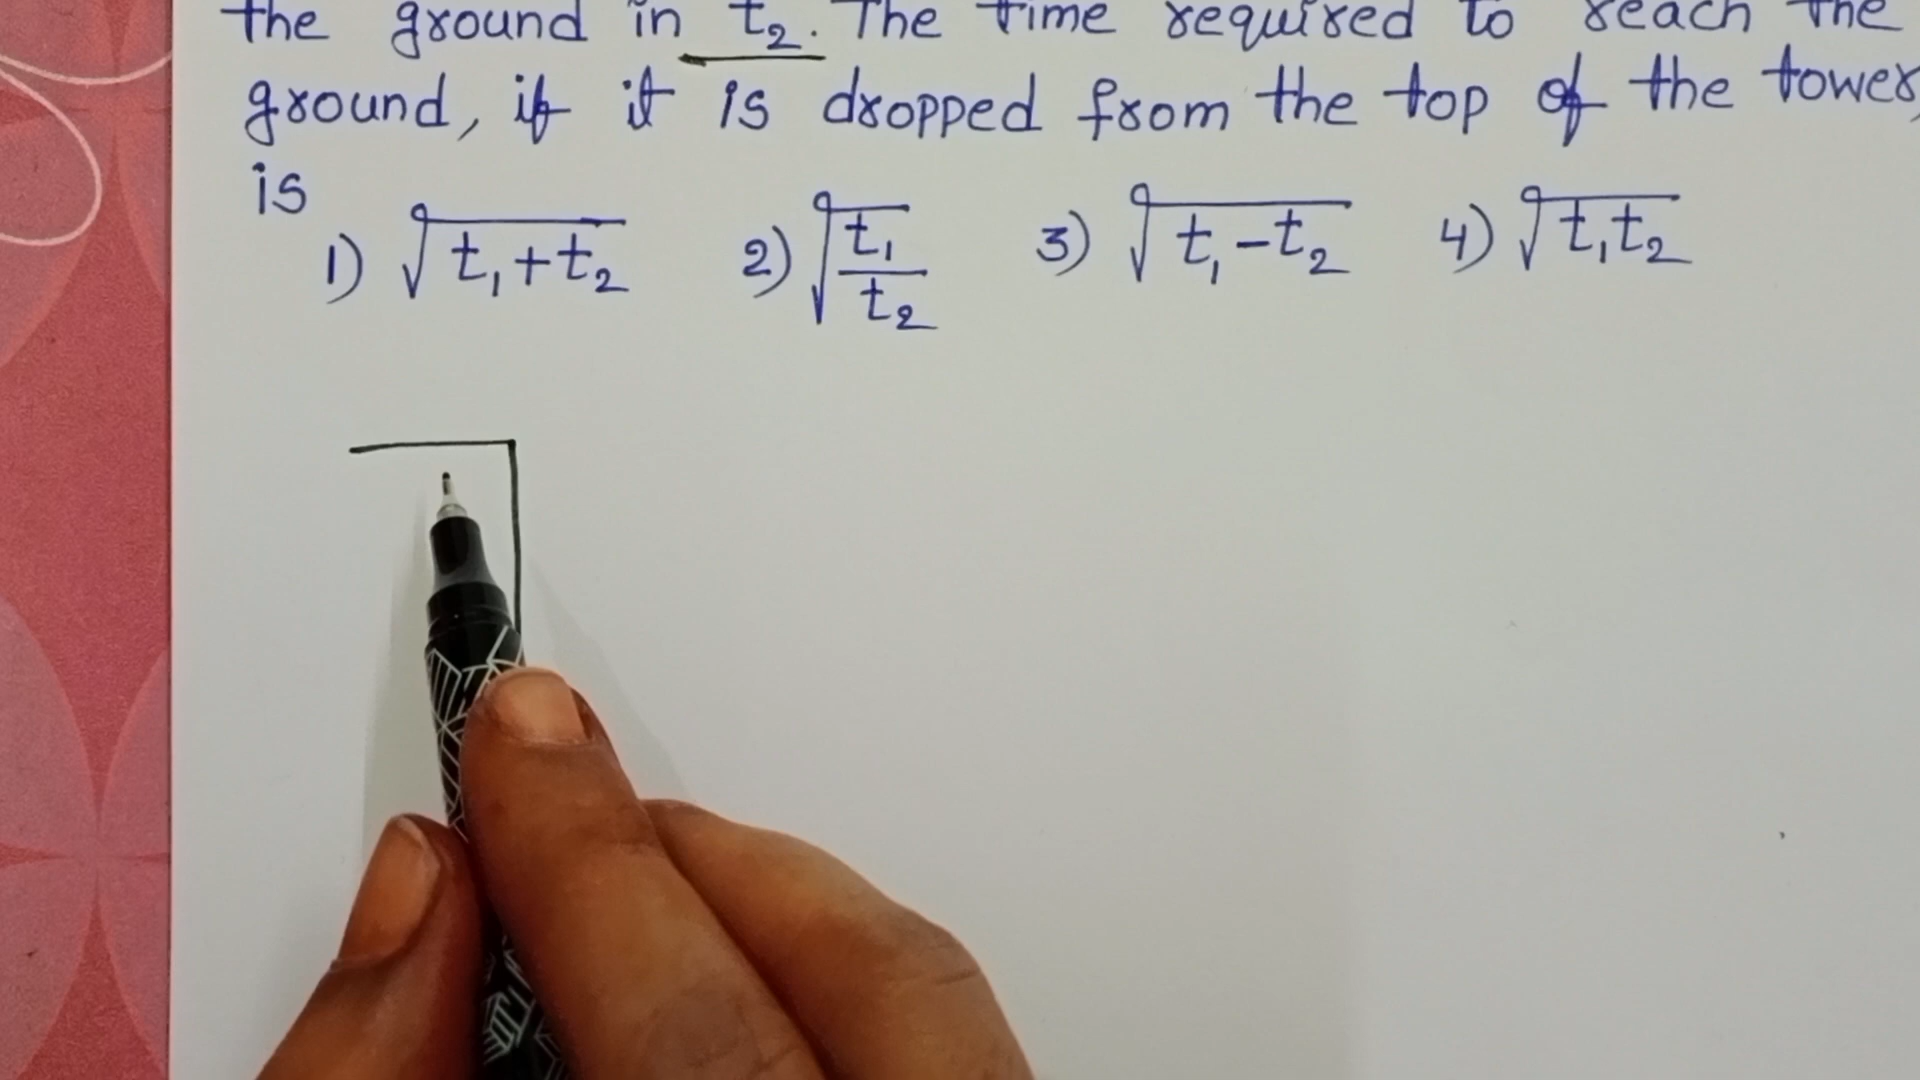 the ground in t₂. The time required to reach the
ground, if it is dropped from the top of the tower,
is
1) √t₁+t₂ 2) √t₁/t₂ 3) √t₁-t₂ 4) √t₁t₂